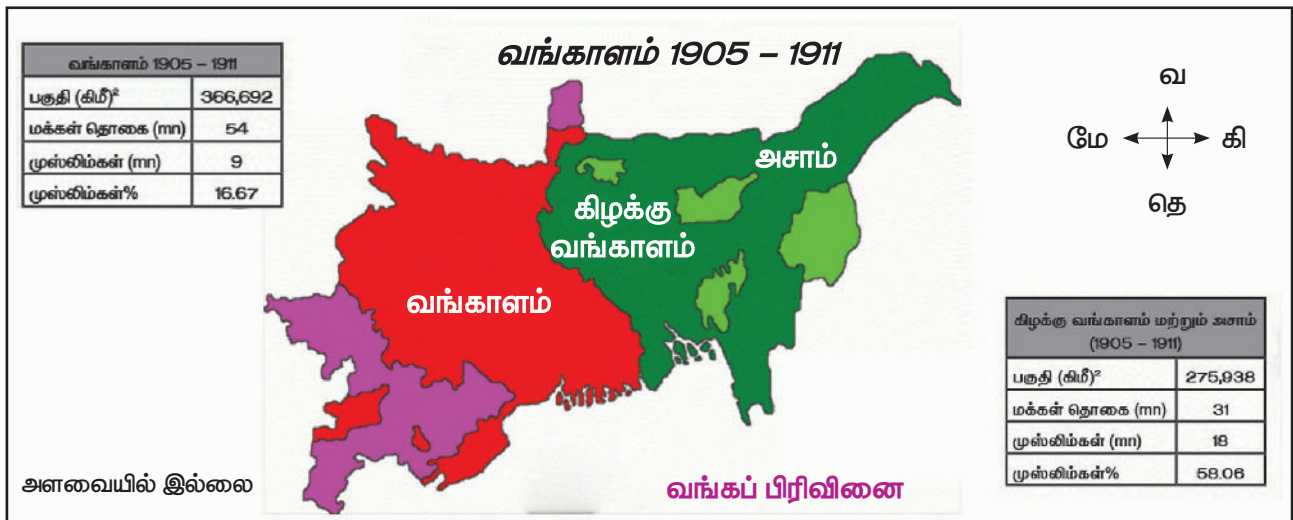 வங்காளம் 1905 – 1911
வங்காளம் 1905 – 1911
பகுதி (கிமீ)² 366,692
மக்கள் தொகை (mn) 54
முஸ்லிம்கள் (mn) 9
முஸ்லிம்கள்% 16.67
வ
மே கி
தெ
அசாம்
கிழக்கு
வங்காளம்
வங்காளம்
கிழக்கு வங்காளம் மற்றும் அசாம்
(1905 – 1911)
பகுதி (கிமீ)² 275,938
மக்கள் தொகை (mn) 31
முஸ்லிம்கள் (mn) 18
முஸ்லிம்கள்% 58.06
அளவையில் இல்லை
வங்கப் பிரிவினை